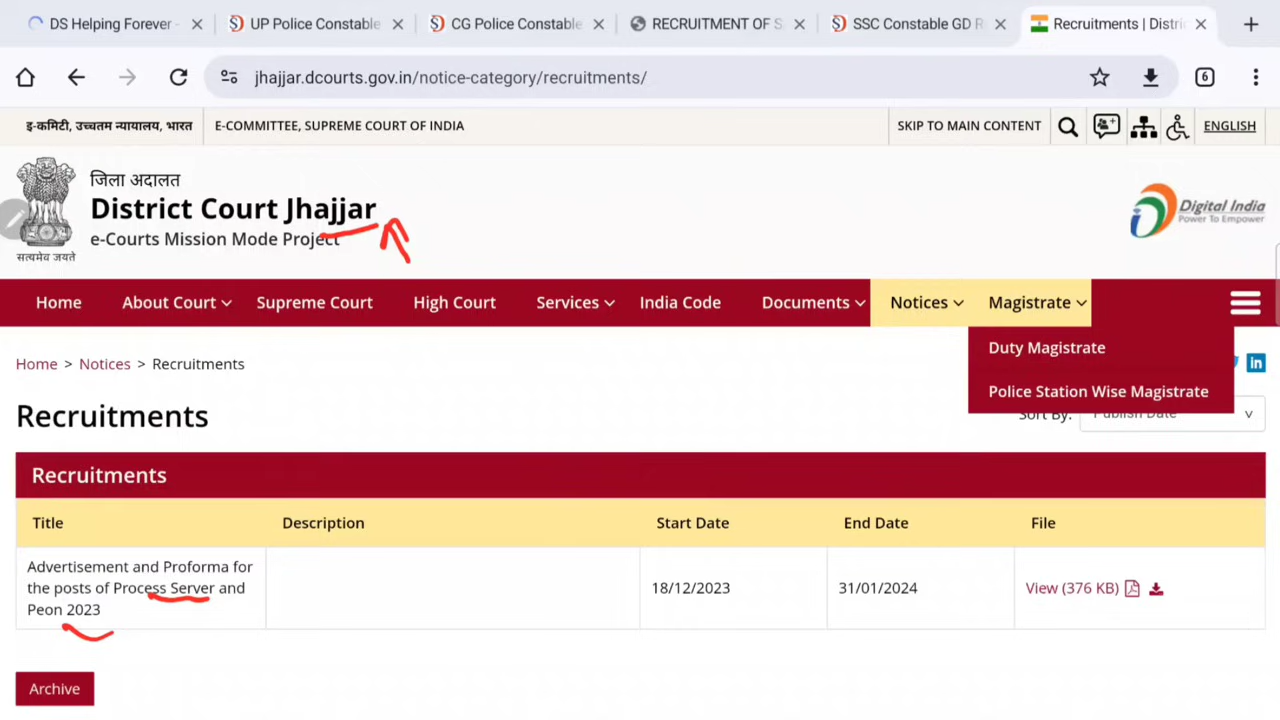 DS Helping Forever -
UP Police Constable
CG Police Constable
RECRUITMENT OF S
SSC Constable GD R
Recruitments | Distri
jhajjar.dcourts.gov.in/notice-category/recruitments/
6
इ-कमिटी, उच्चतम न्यायालय, भारत
E-COMMITTEE, SUPREME COURT OF INDIA
SKIP TO MAIN CONTENT
ENGLISH
जिला अदालत
District Court Jhajjar
e-Courts Mission Mode Project
सत्यमेव जयते
Digital India
Power To Empower
Home
About Court
Supreme Court
High Court
Services
India Code
Documents
Notices
Magistrate
Duty Magistrate
Police Station Wise Magistrate
Home > Notices > Recruitments
in
Recruitments
Sort By:
Publish Date
Recruitments
Title
Description
Start Date
End Date
File
Advertisement and Proforma for
the posts of Process Server and
Peon 2023
18/12/2023
31/01/2024
View (376 KB)
Archive